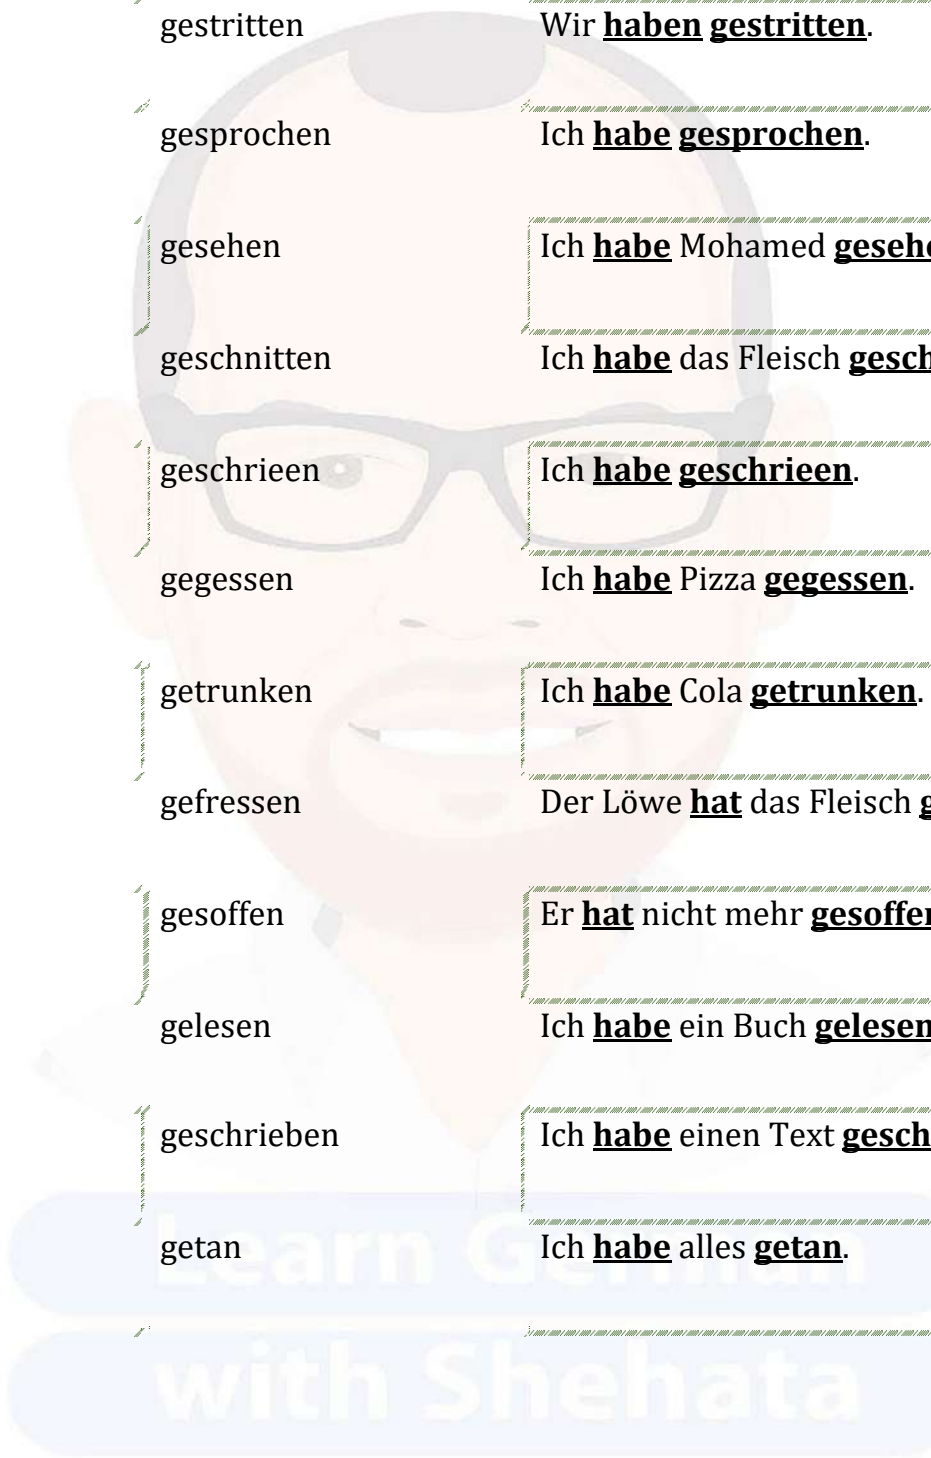 gestritten Wir haben gestritten.
gesprochen Ich habe gesprochen.
gesehen Ich habe Mohamed
geschnitten Ich habe das Fleisch
geschrieen Ich habe geschrieen.
gegessen Ich habe Pizza gegessen.
getrunken Ich habe Cola getrunken.
gefressen Der Löwe hat das Fleisch
gesoffen Er hat nicht mehr gesoffen
gelesen Ich habe ein Buch gelesen
geschrieben Ich habe einen Text
getan Ich habe alles getan.
Learn German
with Shehata